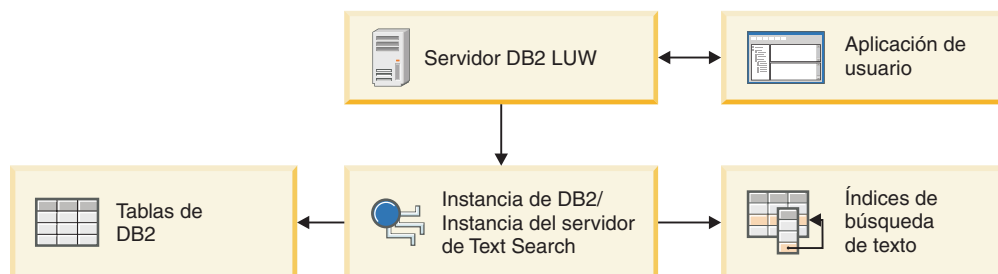 Servidor DB2 LUW
Aplicación de
usuario
Tablas de
DB2
Instancia de DB2/
Instancia del servidor
de Text Search
Índices de
búsqueda
de texto